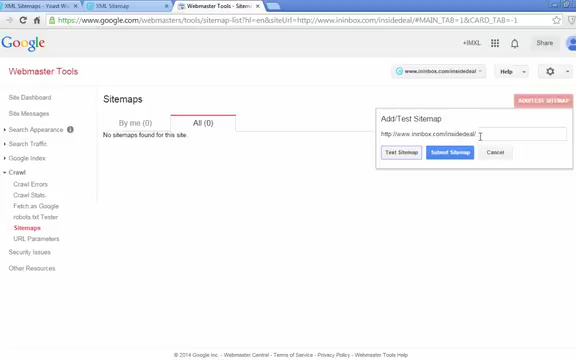 XML Sitemaps - Yoast W
XML Sitemap
Webmaster Tools - Sitem
https://www.google.com/webmasters/tools/sitemap-list?hl=en&siteUrl=http://www.ininbox.com/insidedeal/#MAIN_TAB=1&CARD_TAB=-1
Google
+IMXL
Share
Webmaster Tools
www.ininbox.com/insidedeal/
Help
Site Dashboard
Site Messages
Search Appearance
Search Traffic
Google Index
Crawl
Crawl Errors
Crawl Stats
Fetch as Google
robots.txt Tester
Sitemaps
URL Parameters
Security Issues
Other Resources
Sitemaps
ADD/TEST SITEMAP
By me (0)
All (0)
No sitemaps found for this site.
Add/Test Sitemap
http://www.ininbox.com/insidedeal/
Test Sitemap
Submit Sitemap
Cancel
© 2014 Google Inc. - Webmaster Central - Terms of Service - Privacy Policy - Webmaster Tools Help